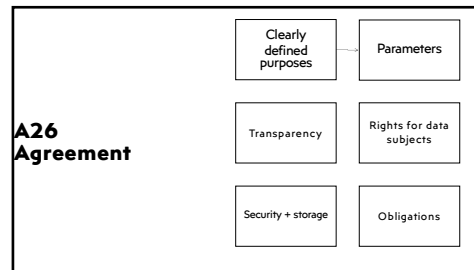 A26
Agreement
Clearly
defined
purposes
Parameters
Transparency
Rights for data
subjects
Security + storage
Obligations